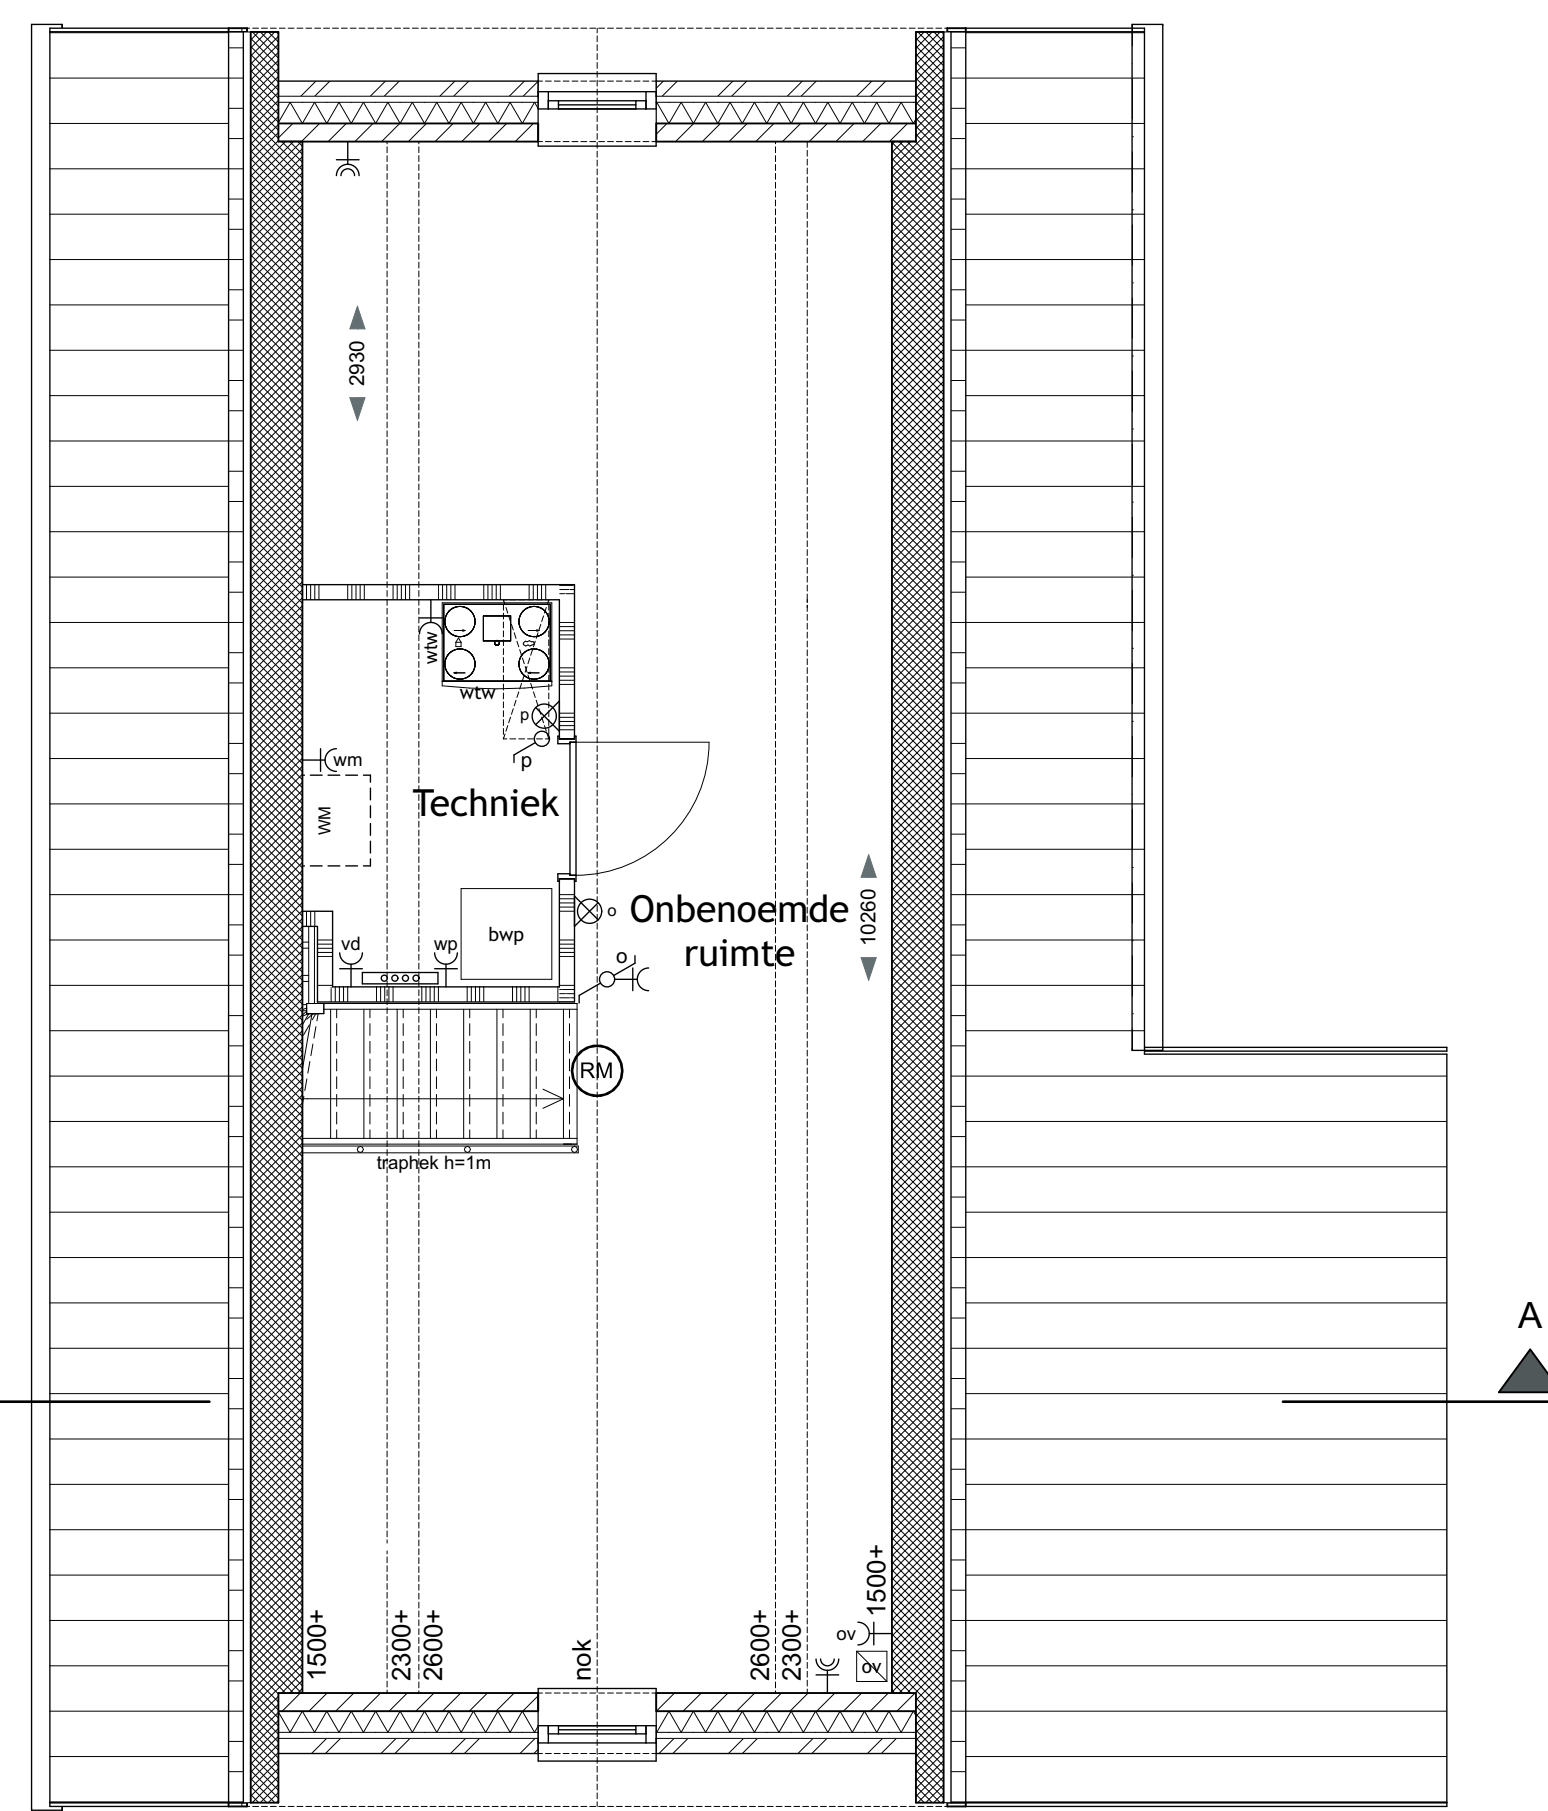 2930
wtw
wtw
p
p
wm
WM
Techniek
bwp
vd
wp
o
Onbenoemde
ruimte
10260
o
RM
traphek h=1m
A
1500+
2300+
2600+
nok
2600+
2300+
1500+
ov
ov